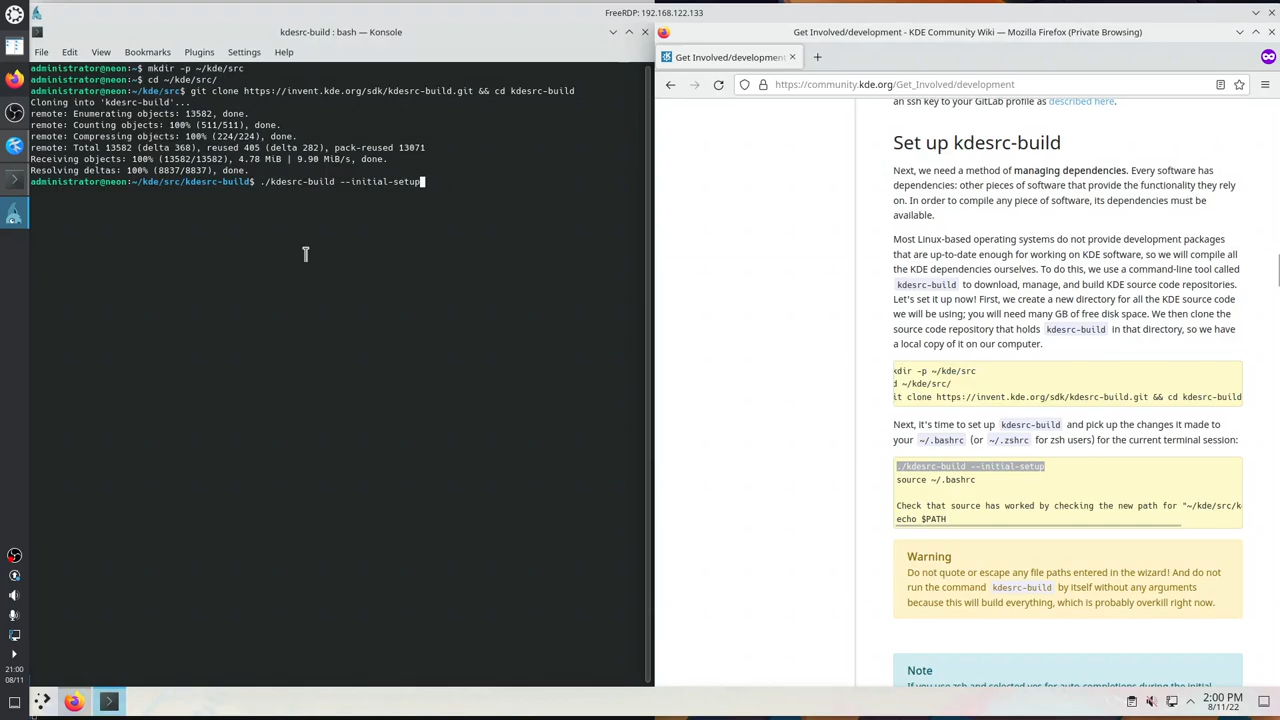 FreeRDP: 192.168.122.133
kdesrc-build : bash — Konsole
File Edit View Bookmarks Plugins Settings Help
administrator@neon:~$ mkdir -p ~/kde/src
administrator@neon:~$ cd ~/kde/src/
administrator@neon:~/kde/src$ git clone https://invent.kde.org/sdk/kdesrc-build.git && cd kdesrc-build
Cloning into 'kdesrc-build'...
remote: Enumerating objects: 13582, done.
remote: Counting objects: 100% (511/511), done.
remote: Compressing objects: 100% (224/224), done.
remote: Total 13582 (delta 368), reused 405 (delta 282), pack-reused 13071
Receiving objects: 100% (13582/13582), 4.78 MiB | 9.90 MiB/s, done.
Resolving deltas: 100% (8837/8837), done.
administrator@neon:~/kde/src/kdesrc-build$ ./kdesrc-build --initial-setup
Get Involved/development - KDE Community Wiki — Mozilla Firefox (Private Browsing)
Get Involved/development
https://community.kde.org/Get_Involved/development
an ssh key to your GitLab profile as described here.
Set up kdesrc-build
Next, we need a method of managing dependencies. Every software has
dependencies: other pieces of software that provide the functionality they rely
on. In order to compile any piece of software, its dependencies must be
available.
Most Linux-based operating systems do not provide development packages
that are up-to-date enough for working on KDE software, so we will compile all
the KDE dependencies ourselves. To do this, we use a command-line tool called
kdesrc-build to download, manage, and build KDE source code repositories.
Let's set it up now! First, we create a new directory for all the KDE source code
we will be using; you will need many GB of free disk space. We then clone the
source code repository that holds kdesrc-build in that directory, so we have
a local copy of it on our computer.
kdir -p ~/kde/src
d ~/kde/src/
it clone https://invent.kde.org/sdk/kdesrc-build.git && cd kdesrc-build
Next, it's time to set up kdesrc-build and pick up the changes it made to
your ~/.bashrc (or ~/.zshrc for zsh users) for the current terminal session:
./kdesrc-build --initial-setup
source ~/.bashrc
Check that source has worked by checking the new path for "~/kde/src/k
echo $PATH
Warning
Do not quote or escape any file paths entered in the wizard! And do not
run the command kdesrc-build by itself without any arguments
because this will build everything, which is probably overkill right now.
Note
If you use zsh and selected yes for auto-completions during the initial
21:00
08/11
2:00 PM
8/11/22